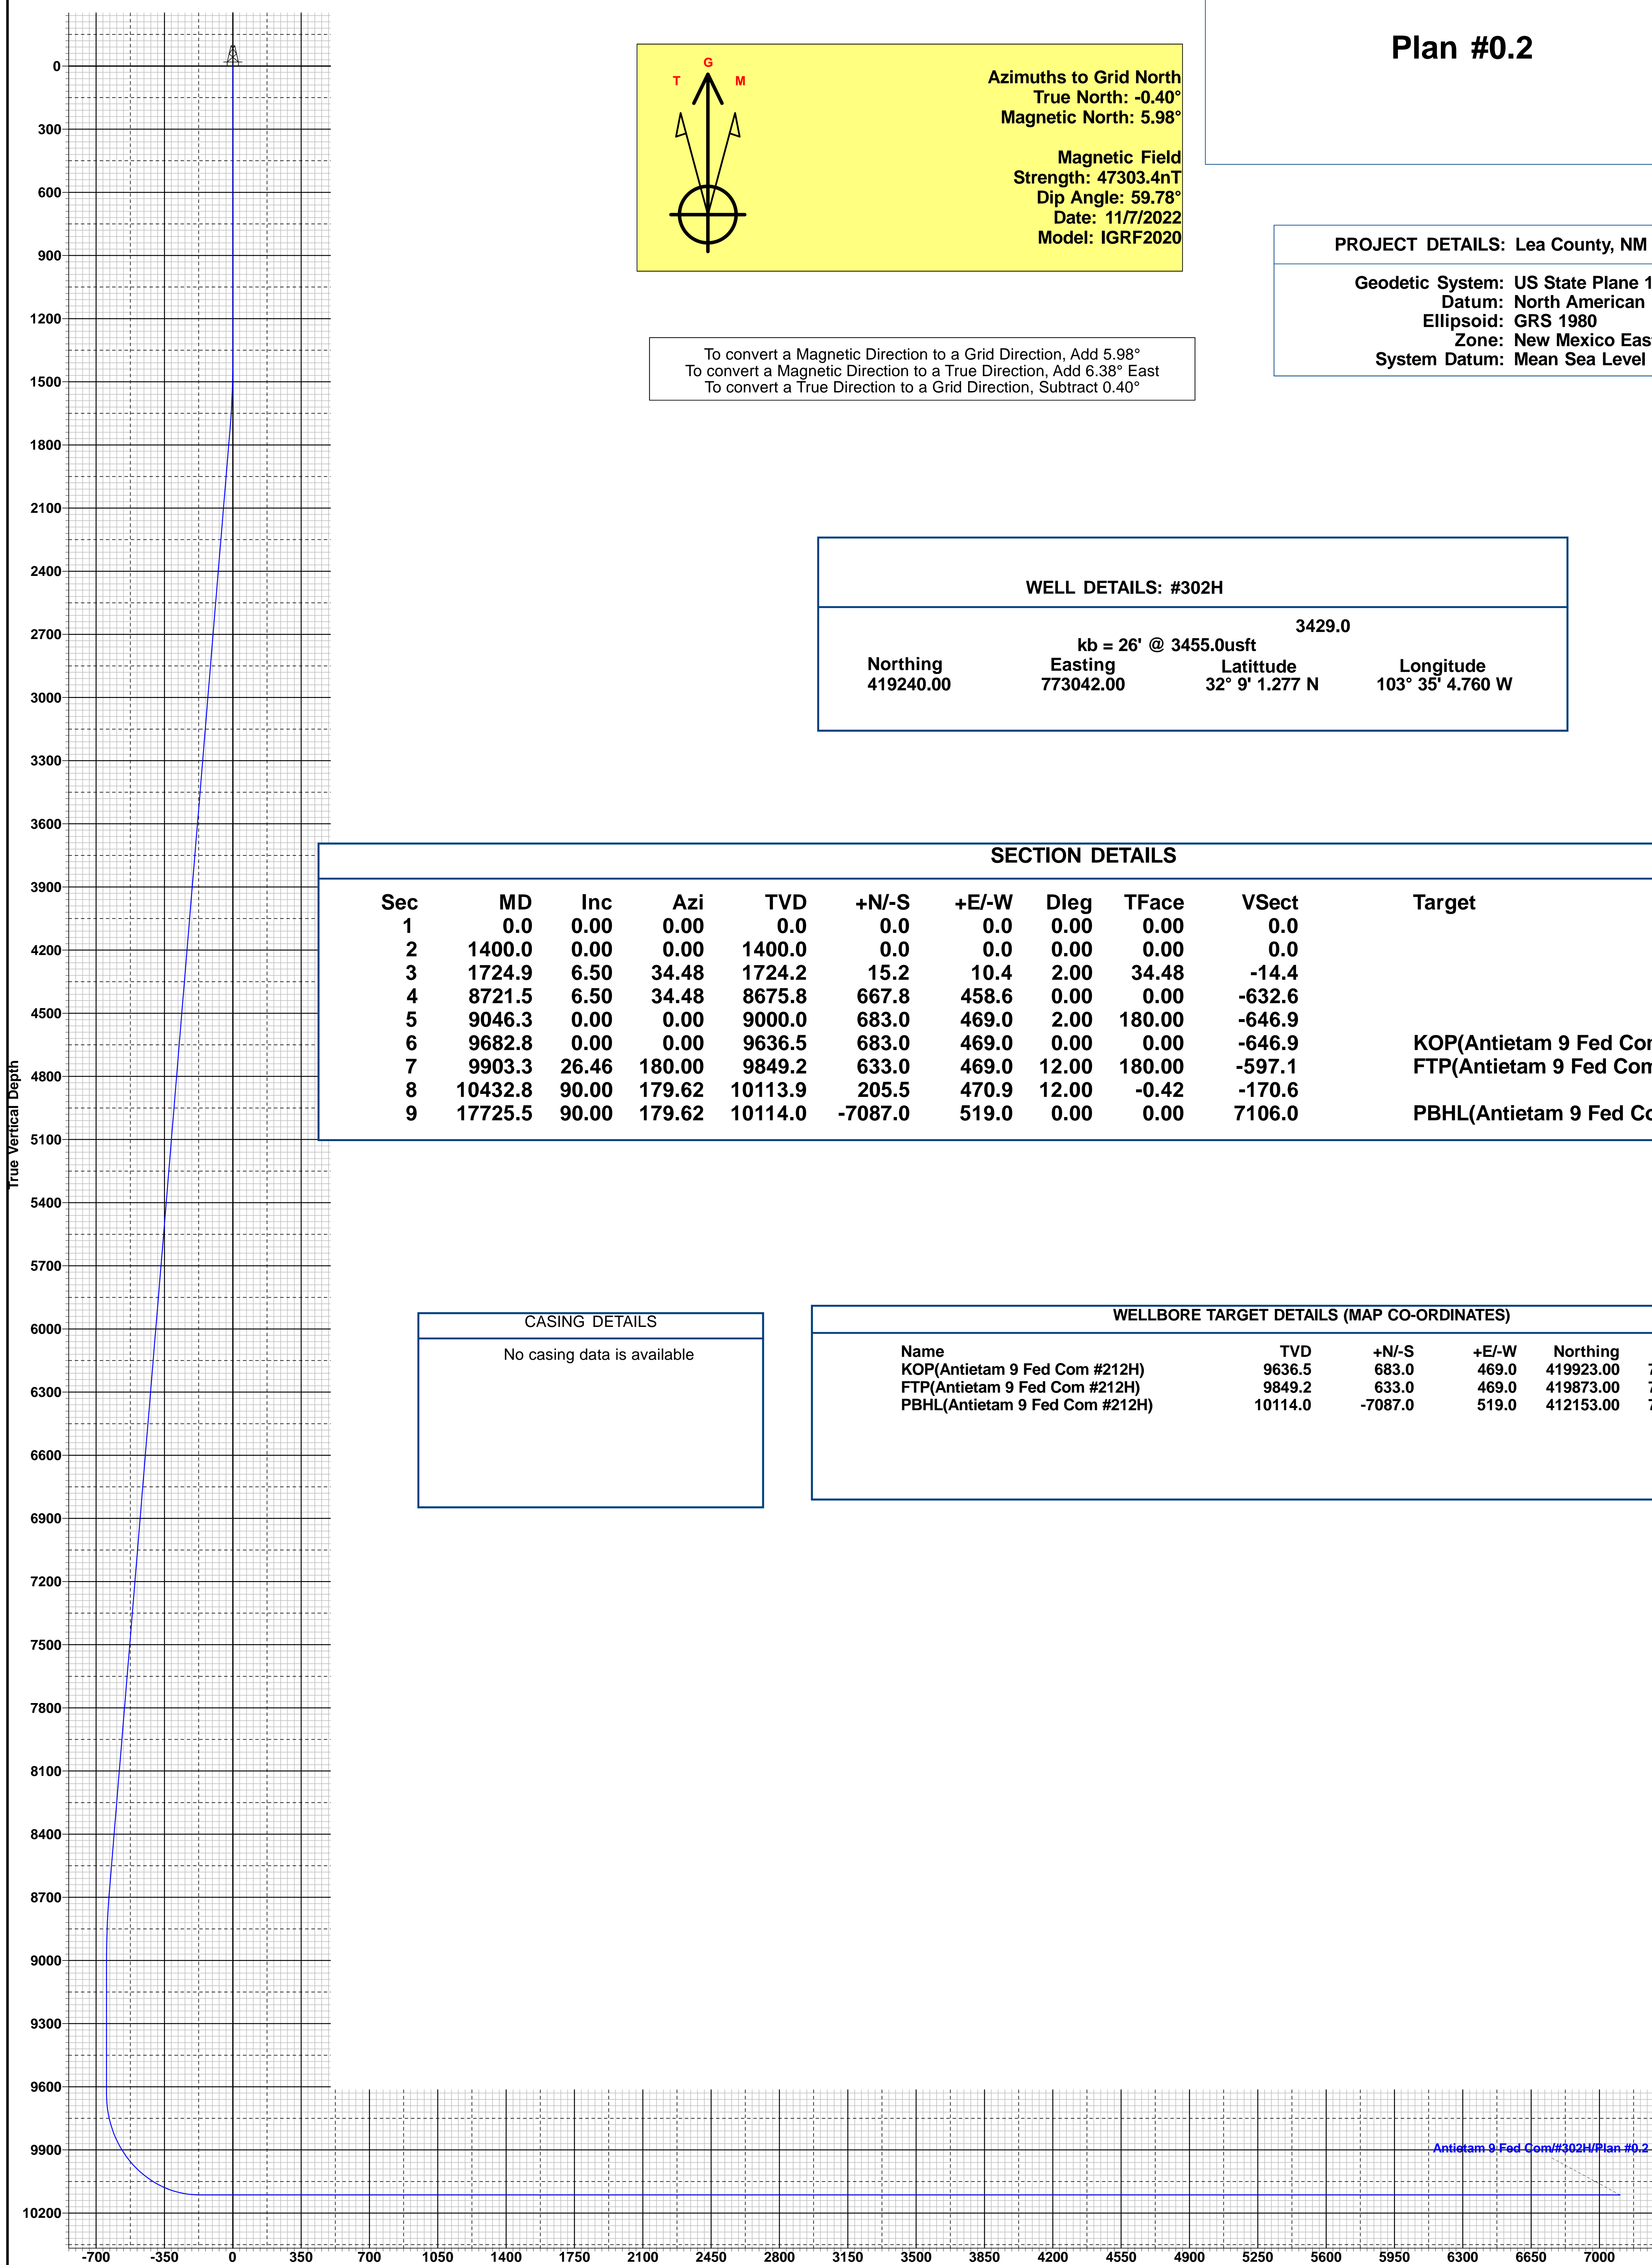 Plan #0.2
G
T M
Azimuths to Grid North
True North: -0.40°
Magnetic North: 5.98°
Magnetic Field
Strength: 47303.4nT
Dip Angle: 59.78°
Date: 11/7/2022
Model: IGRF2020
PROJECT DETAILS: Lea County, NM
Geodetic System: US State Plane 1
Datum: North American
Ellipsoid: GRS 1980
Zone: New Mexico Eas
System Datum: Mean Sea Level
To convert a Magnetic Direction to a Grid Direction, Add 5.98°
To convert a Magnetic Direction to a True Direction, Add 6.38° East
To convert a True Direction to a Grid Direction, Subtract 0.40°
WELL DETAILS: #302H
3429.0
kb = 26' @ 3455.0usft
Northing Easting Latittude Longitude
419240.00 773042.00 32° 9' 1.277 N 103° 35' 4.760 W
SECTION DETAILS
Sec MD Inc Azi TVD +N/-S +E/-W Dleg TFace VSect Target
1 0.0 0.00 0.00 0.0 0.0 0.0 0.00 0.00 0.0
2 1400.0 0.00 0.00 1400.0 0.0 0.0 0.00 0.00 0.0
3 1724.9 6.50 34.48 1724.2 15.2 10.4 2.00 34.48 -14.4
4 8721.5 6.50 34.48 8675.8 667.8 458.6 0.00 0.00 -632.6
5 9046.3 0.00 0.00 9000.0 683.0 469.0 2.00 180.00 -646.9
6 9682.8 0.00 0.00 9636.5 683.0 469.0 0.00 0.00 -646.9 KOP(Antietam 9 Fed Co
7 9903.3 26.46 180.00 9849.2 633.0 469.0 12.00 180.00 -597.1 FTP(Antietam 9 Fed Com
8 10432.8 90.00 179.62 10113.9 205.5 470.9 12.00 -0.42 -170.6
9 17725.5 90.00 179.62 10114.0 -7087.0 519.0 0.00 0.00 7106.0 PBHL(Antietam 9 Fed Co
CASING DETAILS
No casing data is available
WELLBORE TARGET DETAILS (MAP CO-ORDINATES)
Name TVD +N/-S +E/-W Northing
KOP(Antietam 9 Fed Com #212H) 9636.5 683.0 469.0 419923.00 7
FTP(Antietam 9 Fed Com #212H) 9849.2 633.0 469.0 419873.00 7
PBHL(Antietam 9 Fed Com #212H) 10114.0 -7087.0 519.0 412153.00 7
True Vertical Depth
0
300
600
900
1200
1500
1800
2100
2400
2700
3000
3300
3600
3900
4200
4500
4800
5100
5400
5700
6000
6300
6600
6900
7200
7500
7800
8100
8400
8700
9000
9300
9600
9900
10200
Antietam 9 Fed Com/#302H/Plan #0.2
-700 -350 0 350 700 1050 1400 1750 2100 2450 2800 3150 3500 3850 4200 4550 4900 5250 5600 5950 6300 6650 7000